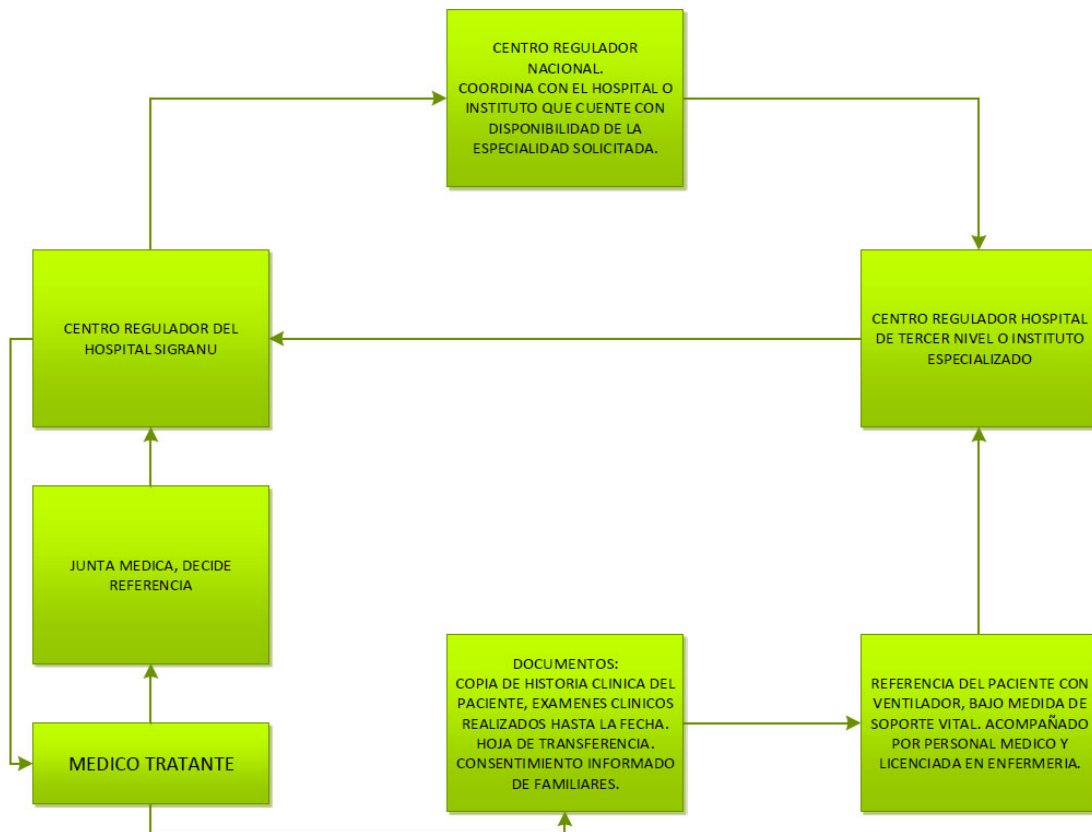 CENTRO REGULADOR
NACIONAL.
COORDINA CON EL HOSPITAL O
INSTITUTO QUE CUENTE CON
DISPONIBILIDAD DE LA
ESPECIALIDAD SOLICITADA.
CENTRO REGULADOR DEL
HOSPITAL SIGRANU
CENTRO REGULADOR HOSPITAL
DE TERCER NIVEL O INSTITUTO
ESPECIALIZADO
JUNTA MEDICA, DECIDE
REFERENCIA
MEDICO TRATANTE
DOCUMENTOS:
COPIA DE HISTORIA CLINICA DEL
PACIENTE, EXAMENES CLINICOS
REALIZADOS HASTA LA FECHA.
HOJA DE TRANSFERENCIA.
CONSENTIMIENTO INFORMADO
DE FAMILIARES.
REFERENCIA DEL PACIENTE CON
VENTILADOR, BAJO MEDIDA DE
SOPORTE VITAL. ACOMPAÑADO
POR PERSONAL MEDICO Y
LICENCIADA EN ENFERMERIA.